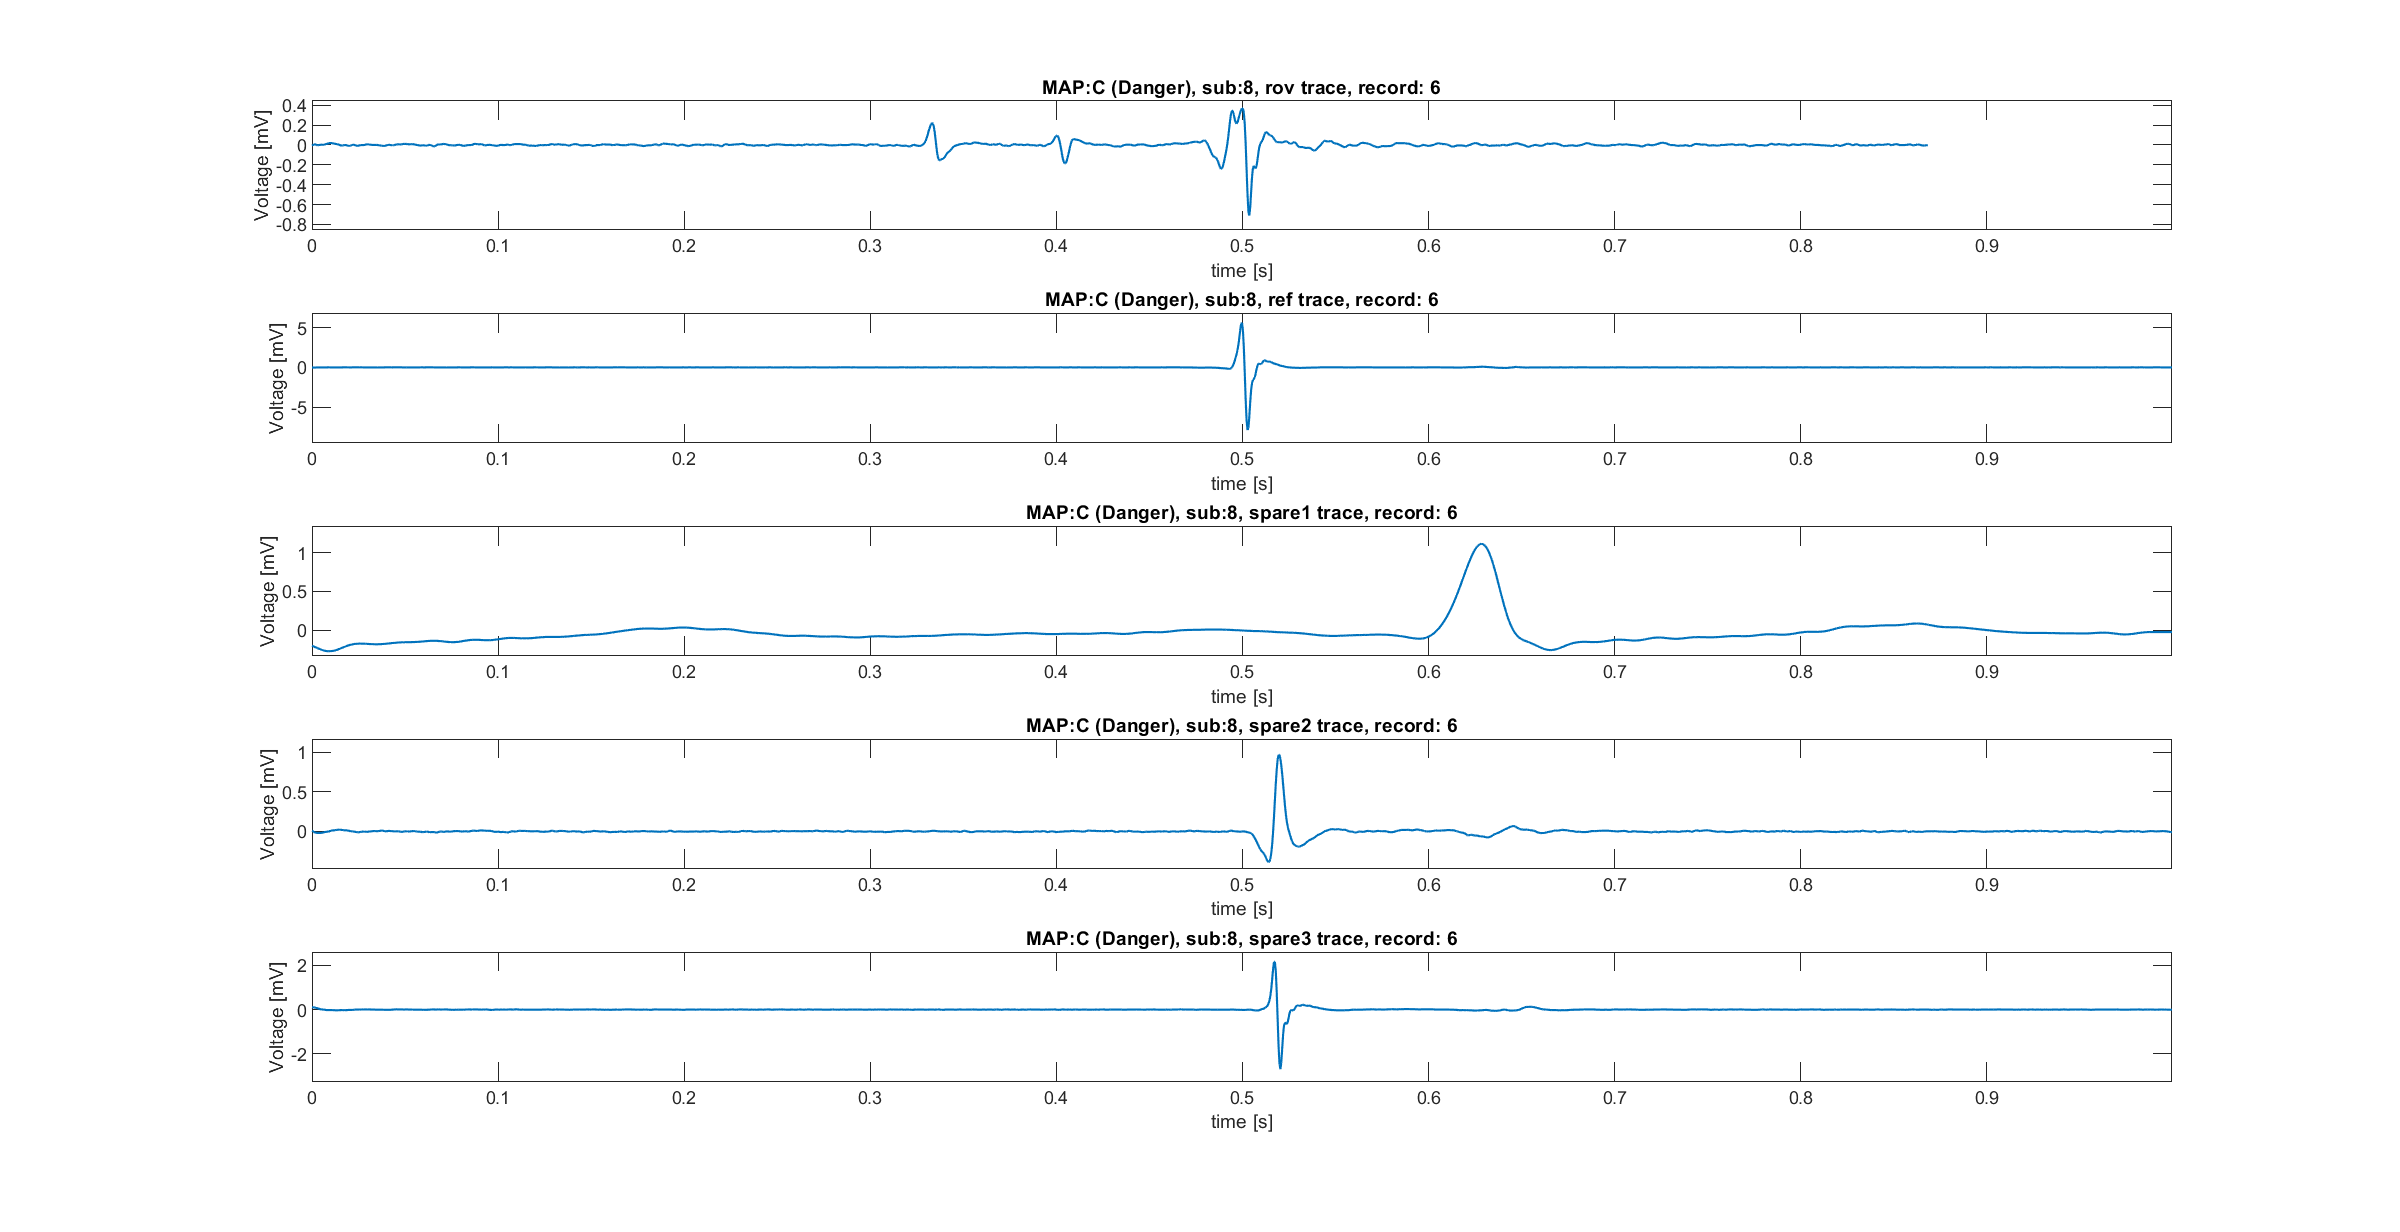 MAP:C (Danger), sub:8, rov trace, record: 6
Voltage [mV]
0.4
0.2
0
-0.2
-0.4
-0.6
-0.8
0 0.1 0.2 0.3 0.4 0.5 0.6 0.7 0.8 0.9
time [s]
MAP:C (Danger), sub:8, ref trace, record: 6
Voltage [mV]
5
0
-5
0 0.1 0.2 0.3 0.4 0.5 0.6 0.7 0.8 0.9
time [s]
MAP:C (Danger), sub:8, spare1 trace, record: 6
Voltage [mV]
1
0.5
0
0 0.1 0.2 0.3 0.4 0.5 0.6 0.7 0.8 0.9
time [s]
MAP:C (Danger), sub:8, spare2 trace, record: 6
Voltage [mV]
1
0.5
0
0 0.1 0.2 0.3 0.4 0.5 0.6 0.7 0.8 0.9
time [s]
MAP:C (Danger), sub:8, spare3 trace, record: 6
Voltage [mV]
2
0
-2
0 0.1 0.2 0.3 0.4 0.5 0.6 0.7 0.8 0.9
time [s]